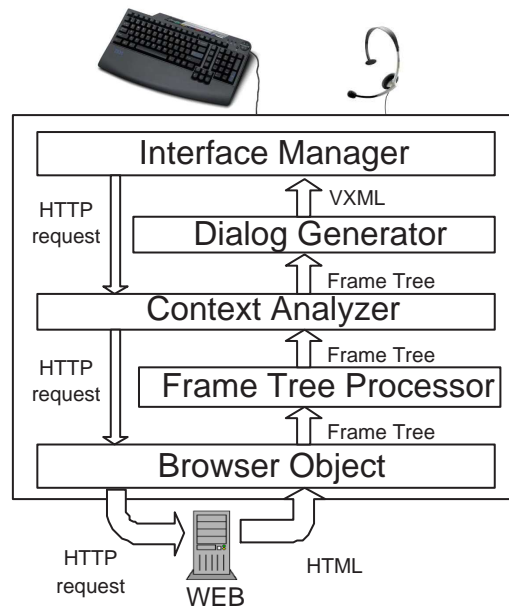 Interface Manager
HTTP
request
VXML
Dialog Generator
Frame Tree
Context Analyzer
HTTP
request
Frame Tree
Frame Tree Processor
Frame Tree
Browser Object
HTTP
request
WEB
HTML